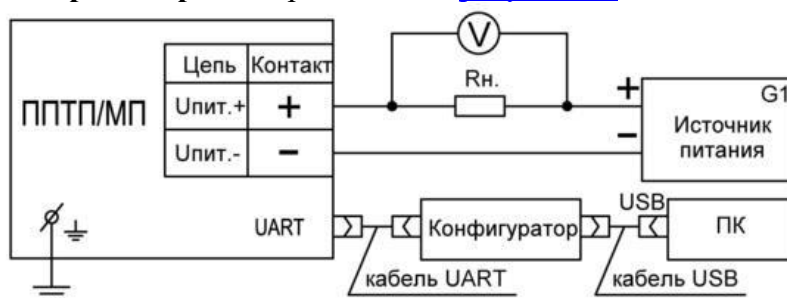 V
Цепь Контакт
Rн.
+
G1
ППТП/МП
Uпит.+ +
Источник
питания
Uпит.- −
−
USB
UART
Конфигуратор
ПК
кабель UART
кабель USB